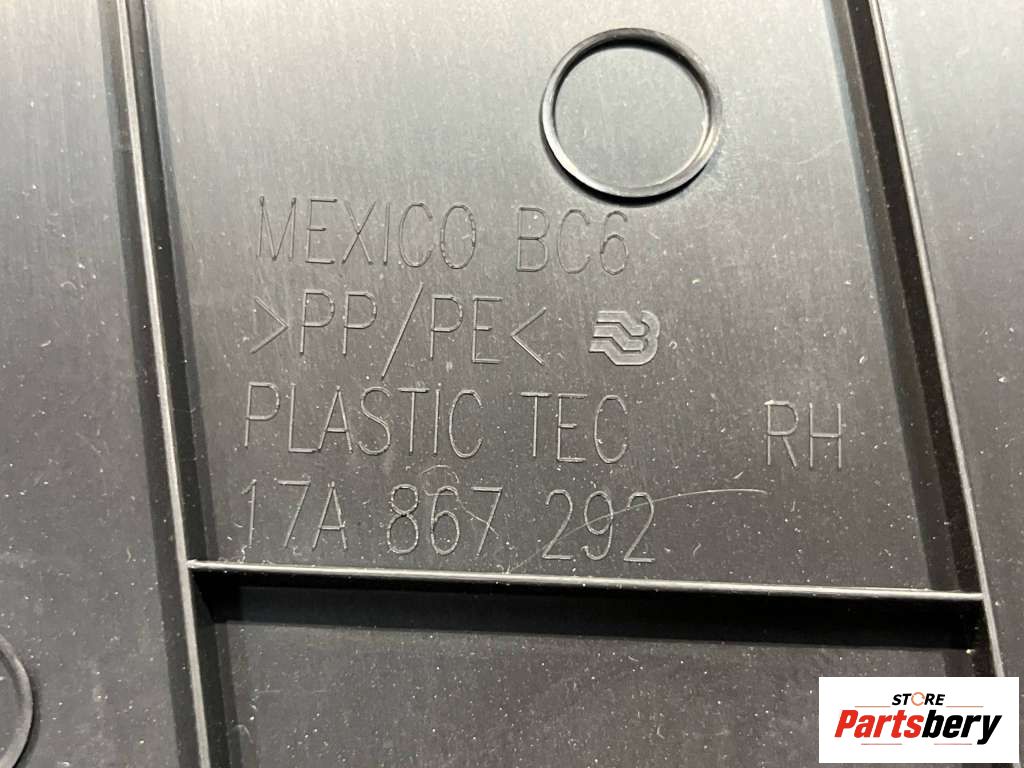 MEXICO BC6
>PP/PE<
PLASTIC TEC RH
17A 867 292
STORE
Partsbery